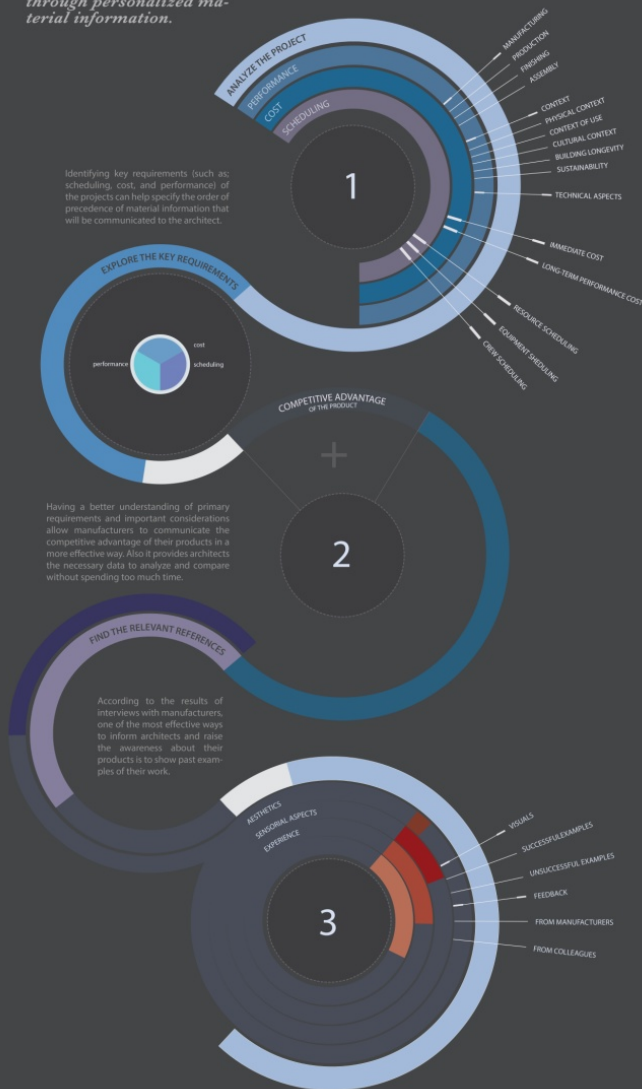 through personalized ma-
terial information.
ANALYZE THE PROJECT
PERFORMANCE
COST
SCHEDULING
MANUFACTURING
PRODUCTION
FINISHING
ASSEMBLY
CONTEXT
PHYSICAL CONTEXT
CONTEXT OF USE
CULTURAL CONTEXT
BUILDING LONGEVITY
SUSTAINABILITY
TECHNICAL ASPECTS
IMMEDIATE COST
LONG-TERM PERFORMANCE COST
RESOURCE SCHEDULING
EQUIPMENT SHEDULING
CREW SCHEDULING
1
Identifying key requirements (such as;
scheduling, cost, and performance) of
the projects can help specify the order of
precedence of material information that
will be communicated to the architect.
EXPLORE THE KEY REQUIREMENTS
cost
performance
scheduling
COMPETITIVE ADVANTAGE
OF THE PRODUCT
+
2
Having a better understanding of primary
requirements and important considerations
allow manufacturers to communicate the
competitive advantage of their products in a
more effective way. Also it provides architects
the necessary data to analyze and compare
without spending too much time.
FIND THE RELEVANT REFERENCES
According to the results of
interviews with manufacturers,
one of the most effective ways
to inform architects and raise
the awareness about their
products is to show past exam-
ples of their work.
AESTHETICS
SENSORIAL ASPECTS
EXPERIENCE
3
VISUALS
SUCCESSFULEXAMPLES
UNSUCCESSFUL EXAMPLES
FEEDBACK
FROM MANUFACTURERS
FROM COLLEAGUES